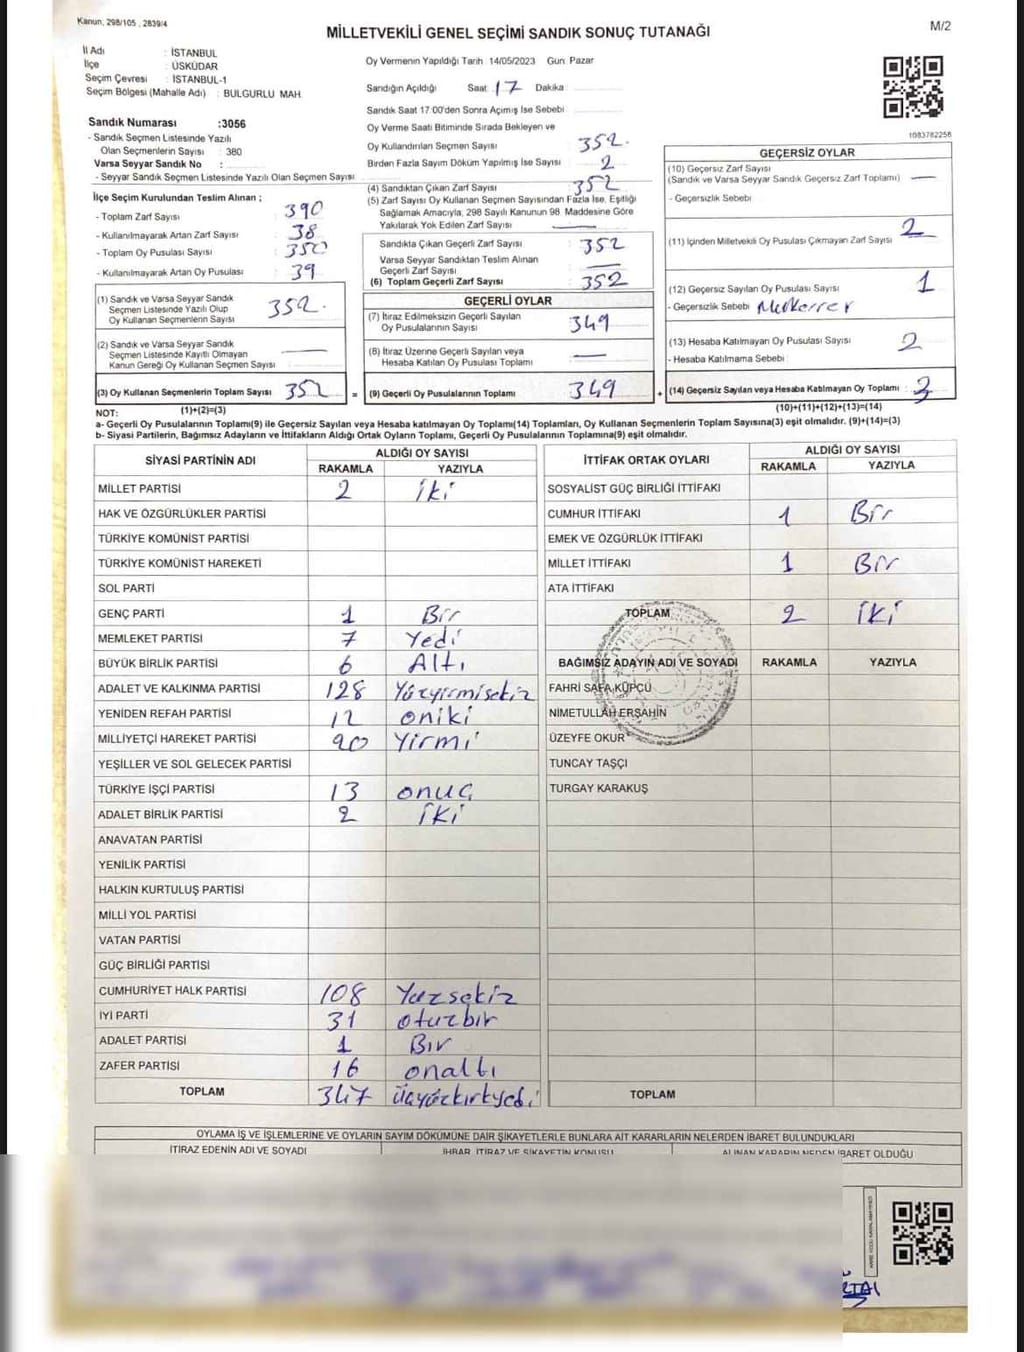 Kanun, 298/105 , 2839/4
MİLLETVEKİLİ GENEL SEÇİMİ SANDIK SONUÇ TUTANAĞI
M/2
İl Adı : İSTANBUL
İlçe : ÜSKÜDAR
Seçim Çevresi : İSTANBUL-1
Seçim Bölgesi (Mahalle Adı) : BULGURLU MAH.
Oy Vermenin Yapıldığı Tarih 14/05/2023 Gün Pazar
Sandığın Açıldığı Saat 17 Dakika
Sandık Saat 17:00'den Sonra Açımış İse Sebebi
Sandık Numarası :3056
- Sandık Seçmen Listesinde Yazılı
Olan Seçmenlerin Sayısı : 380
Varsa Seyyar Sandık No :
- Seyyar Sandık Seçmen Listesinde Yazılı Olan Seçmen Sayısı
Oy Verme Saati Bitiminde Sırada Bekleyen ve
Oy Kullandırılan Seçmen Sayısı : 352.
Birden Fazla Sayım Döküm Yapılmış İse Sayısı : 2
1083782256
İlçe Seçim Kurulundan Teslim Alınan ;
- Toplam Zarf Sayısı : 390
- Kullanılmayarak Artan Zarf Sayısı : 38
- Toplam Oy Pusulası Sayısı : 350
- Kullanılmayarak Artan Oy Pusulası : 39
(1) Sandık ve Varsa Seyyar Sandık
Seçmen Listesinde Yazılı Olup
Oy Kullanan Seçmenlerin Sayısı : 352.
(2) Sandık ve Varsa Seyyar Sandık
Seçmen Listesinde Kayıtlı Olmayan
Kanun Gereği Oy Kullanan Seçmen Sayısı :
(3) Oy Kullanan Seçmenlerin Toplam Sayısı : 352
(1)+(2)=(3)
(4) Sandıktan Çıkan Zarf Sayısı : 352
(5) Zarf Sayısı Oy Kullanan Seçmen Sayısından Fazla İse, Eşitliği
Sağlamak Amacıyla, 298 Sayılı Kanunun 98. Maddesine Göre
Yakılarak Yok Edilen Zarf Sayısı :
Sandıkta Çıkan Geçerli Zarf Sayısı : 352
Varsa Seyyar Sandıktan Teslim Alınan
Geçerli Zarf Sayısı :
(6) Toplam Geçerli Zarf Sayısı : 352
GEÇERLİ OYLAR
(7) İtiraz Edilmeksizin Geçerli Sayılan
Oy Pusulalarının Sayısı : 349
(8) İtiraz Üzerine Geçerli Sayılan veya
Hesaba Katılan Oy Pusulası Toplamı :
= (9) Geçerli Oy Pusulalarının Toplamı : 349
GEÇERSİZ OYLAR
(10) Geçersiz Zarf Sayısı
(Sandık ve Varsa Seyyar Sandık Geçersiz Zarf Toplamı) :
- Geçersizlik Sebebi
(11) İçinden Milletvekili Oy Pusulası Çıkmayan Zarf Sayısı : 2
(12) Geçersiz Sayılan Oy Pusulası Sayısı : 1
- Geçersizlik Sebebi : Mükerrer
(13) Hesaba Katılmayan Oy Pusulası Sayısı : 2
- Hesaba Katılmama Sebebi :
+ (14) Geçersiz Sayılan veya Hesaba Katılmayan Oy Toplamı : 3
(10)+(11)+(12)+(13)=(14)
NOT:
a- Geçerli Oy Pusulalarının Toplamı(9) ile Geçersiz Sayılan veya Hesaba katılmayan Oy Toplamı(14) Toplamları, Oy Kullanan Seçmenlerin Toplam Sayısına(3) eşit olmalıdır. (9)+(14)=(3)
b- Siyasi Partilerin, Bağımsız Adayların ve İttifakların Aldığı Ortak Oyların Toplamı, Geçerli Oy Pusulalarının Toplamına(9) eşit olmalıdır.
SİYASİ PARTİNİN ADI
ALDIĞI OY SAYISI
RAKAMLA YAZIYLA
MİLLET PARTİSİ 2 iki
HAK VE ÖZGÜRLÜKLER PARTİSİ
TÜRKİYE KOMÜNİST PARTİSİ
TÜRKİYE KOMÜNİST HAREKETİ
SOL PARTİ
GENÇ PARTİ 1 Bir
MEMLEKET PARTİSİ 7 Yedi
BÜYÜK BİRLİK PARTİSİ 6 Altı
ADALET VE KALKINMA PARTİSİ 128 Yüzyirmisekiz
YENİDEN REFAH PARTİSİ 12 oniki
MİLLİYETÇİ HAREKET PARTİSİ 20 Yirmi
YEŞİLLER VE SOL GELECEK PARTİSİ
TÜRKİYE İŞÇİ PARTİSİ 13 onuç
ADALET BİRLİK PARTİSİ 2 iki
ANAVATAN PARTİSİ
YENİLİK PARTİSİ
HALKIN KURTULUŞ PARTİSİ
MİLLİ YOL PARTİSİ
VATAN PARTİSİ
GÜÇ BİRLİĞİ PARTİSİ
CUMHURİYET HALK PARTİSİ 108 Yüzsekiz
İYİ PARTİ 31 otuzbir
ADALET PARTİSİ 1 Bir
ZAFER PARTİSİ 16 onaltı
TOPLAM 347 üçyüzkırkyedi
İTTİFAK ORTAK OYLARI
ALDIĞI OY SAYISI
RAKAMLA YAZIYLA
SOSYALİST GÜÇ BİRLİĞİ İTTİFAKI
CUMHUR İTTİFAKI 1 Bir
EMEK VE ÖZGÜRLÜK İTTİFAKI
MİLLET İTTİFAKI 1 Bir
ATA İTTİFAKI
TOPLAM 2 iki
BAĞIMSIZ ADAYIN ADI VE SOYADI RAKAMLA YAZIYLA
FAHRİ SAFA KÜPCÜ
NİMETULLAH ERŞAHİN
ÜZEYFE OKUR
TUNCAY TAŞÇI
TURGAY KARAKUŞ
TOPLAM
OYLAMA İŞ VE İŞLEMLERİNE VE OYLARIN SAYIM DÖKÜMÜNE DAİR ŞİKAYETLERLE BUNLARA AİT KARARLARIN NELERDEN İBARET BULUNDUKLARI
İTİRAZ EDENİN ADI VE SOYADI
İHBAR, İTİRAZ VE ŞİKAYETİN KONUSU
ALINAN KARARIN NEDEN İBARET OLDUĞU